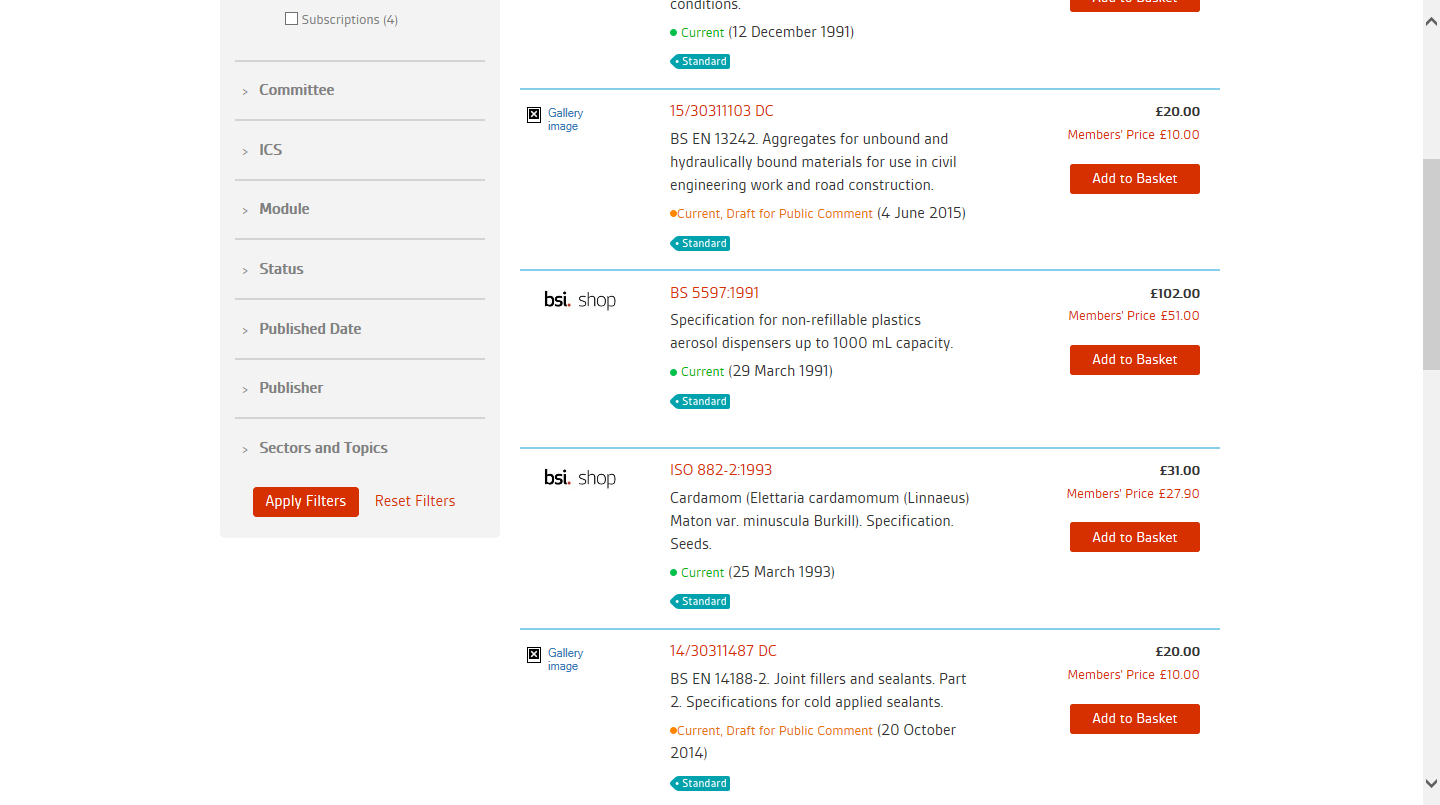 Subscriptions (4)
> Committee
> ICS
> Module
> Status
> Published Date
> Publisher
> Sectors and Topics
Apply Filters Reset Filters
conditions.
Add to Basket
Current (12 December 1991)
Standard
Gallery
image
15/30311103 DC
£20.00
BS EN 13242. Aggregates for unbound and
hydraulically bound materials for use in civil
engineering work and road construction.
Members' Price £10.00
Add to Basket
Current, Draft for Public Comment (4 June 2015)
Standard
bsi. shop
BS 5597:1991
£102.00
Specification for non-refillable plastics
aerosol dispensers up to 1000 mL capacity.
Members' Price £51.00
Add to Basket
Current (29 March 1991)
Standard
bsi. shop
ISO 882-2:1993
£31.00
Cardamom (Elettaria cardamomum (Linnaeus)
Maton var. minuscula Burkill). Specification.
Seeds.
Members' Price £27.90
Add to Basket
Current (25 March 1993)
Standard
Gallery
image
14/30311487 DC
£20.00
BS EN 14188-2. Joint fillers and sealants. Part
2. Specifications for cold applied sealants.
Members' Price £10.00
Add to Basket
Current, Draft for Public Comment (20 October
2014)
Standard